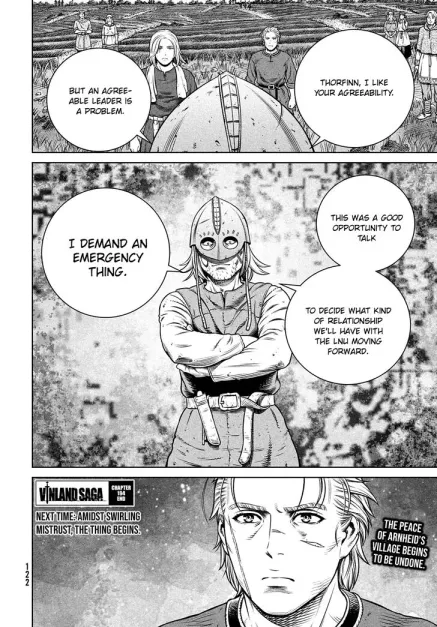 THORFINN, I LIKE
YOUR AGREEABILITY.
BUT AN AGREE-
ABLE LEADER IS
A PROBLEM.
THIS WAS A GOOD
OPPORTUNITY TO
TALK
TO DECIDE WHAT
KIND OF RELATIONSHIP
WE'LL HAVE WITH
THE LNU MOVING
FORWARD.
I DEMAND AN
EMERGENCY
THING.
VINLAND SAGA
CHAPTER
184
END
NEXT TIME: AMIDST SWIRLING
MISTRUST, THE THING BEGINS.
THE PEACE
OF ARNHEID'S
VILLAGE BEGINS
TO BE UNDONE.
122